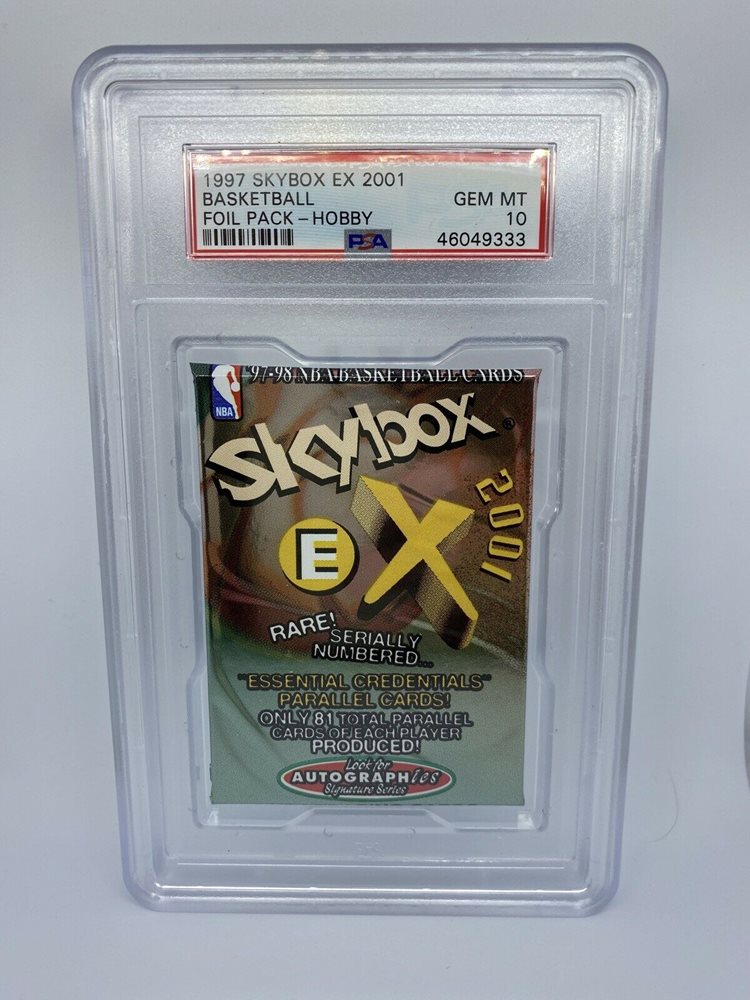 1997 SKYBOX EX 2001
BASKETBALL GEM MT
FOIL PACK - HOBBY 10
PSA 46049333
'97-98 NBA BASKETBALL CARDS
NBA
skybox®
EX 2001
RARE!
SERIALLY
NUMBERED...
"ESSENTIAL CREDENTIALS"
PARALLEL CARDS!
ONLY 81 TOTAL PARALLEL
CARDS OF EACH PLAYER
PRODUCED!
Look for
AUTOGRAPHics
Signature Series